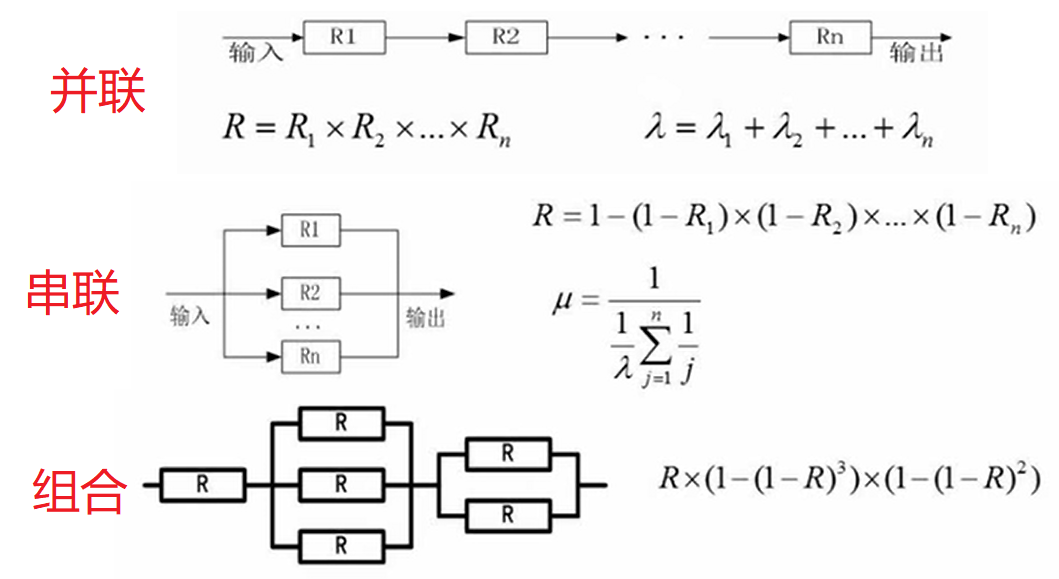 R1 R2 · · · Rn
输入 输出
并联
R = R₁ × R₂ × ... × Rₙ λ = λ₁ + λ₂ + ... + λₙ
R1
R = 1 − (1 − R₁) × (1 − R₂) × ... × (1 − Rₙ)
串联
R2
输入 ... 输出
Rn
μ = 1 / ( 1/λ ∑_{j=1}^{n} 1/j )
组合
R
R R R
R
R
R
R × (1 − (1 − R)³) × (1 − (1 − R)²)